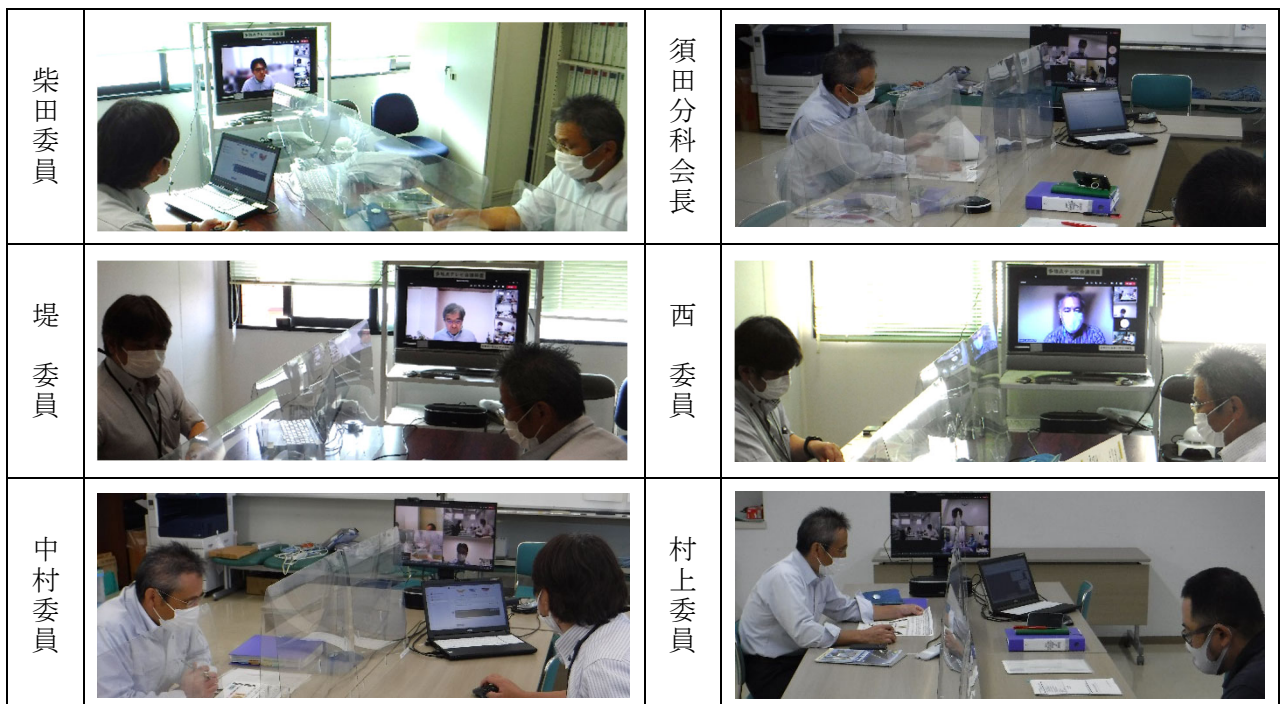 柴田委員
須田分科会長
堤 委員
西 委員
中村委員
村上委員